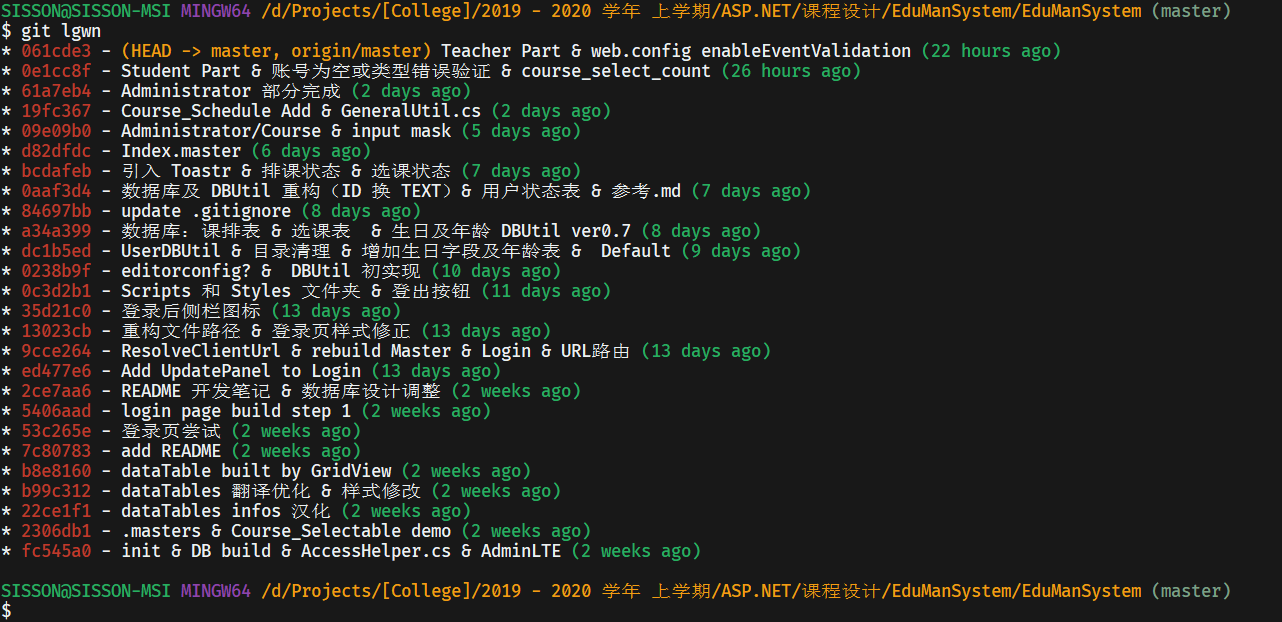 SISSON@SISSON-MSI MINGW64 /d/Projects/[College]/2019 - 2020 学年 上学期/ASP.NET/课程设计/EduManSystem/EduManSystem (master)
$ git lgwn
* 061cde3 - (HEAD -> master, origin/master) Teacher Part & web.config enableEventValidation (22 hours ago)
* 0e1cc8f - Student Part & 账号为空或类型错误验证 & course_select_count (26 hours ago)
* 61a7eb4 - Administrator 部分完成 (2 days ago)
* 19fc367 - Course_Schedule Add & GeneralUtil.cs (2 days ago)
* 09e09b0 - Administrator/Course & input mask (5 days ago)
* d82dfdc - Index.master (6 days ago)
* bcdafeb - 引入 Toastr & 排课状态 & 选课状态 (7 days ago)
* 0aaf3d4 - 数据库及 DBUtil 重构（ID 换 TEXT）& 用户状态表 & 参考.md (7 days ago)
* 84697bb - update .gitignore (8 days ago)
* a34a399 - 数据库：课排表 & 选课表  & 生日及年龄 DBUtil ver0.7 (8 days ago)
* dc1b5ed - UserDBUtil & 目录清理 & 增加生日字段及年龄表 &  Default (9 days ago)
* 0238b9f - editorconfig? &  DBUtil 初实现 (10 days ago)
* 0c3d2b1 - Scripts 和 Styles 文件夹 & 登出按钮 (11 days ago)
* 35d21c0 - 登录后侧栏图标 (13 days ago)
* 13023cb - 重构文件路径 & 登录页样式修正 (13 days ago)
* 9cce264 - ResolveClientUrl & rebuild Master & Login & URL路由 (13 days ago)
* ed477e6 - Add UpdatePanel to Login (13 days ago)
* 2ce7aa6 - README 开发笔记 & 数据库设计调整 (2 weeks ago)
* 5406aad - login page build step 1 (2 weeks ago)
* 53c265e - 登录页尝试 (2 weeks ago)
* 7c80783 - add README (2 weeks ago)
* b8e8160 - dataTable built by GridView (2 weeks ago)
* b99c312 - dataTables 翻译优化 & 样式修改 (2 weeks ago)
* 22ce1f1 - dataTables infos 汉化 (2 weeks ago)
* 2306db1 - .masters & Course_Selectable demo (2 weeks ago)
* fc545a0 - init & DB build & AccessHelper.cs & AdminLTE (2 weeks ago)
SISSON@SISSON-MSI MINGW64 /d/Projects/[College]/2019 - 2020 学年 上学期/ASP.NET/课程设计/EduManSystem/EduManSystem (master)
$